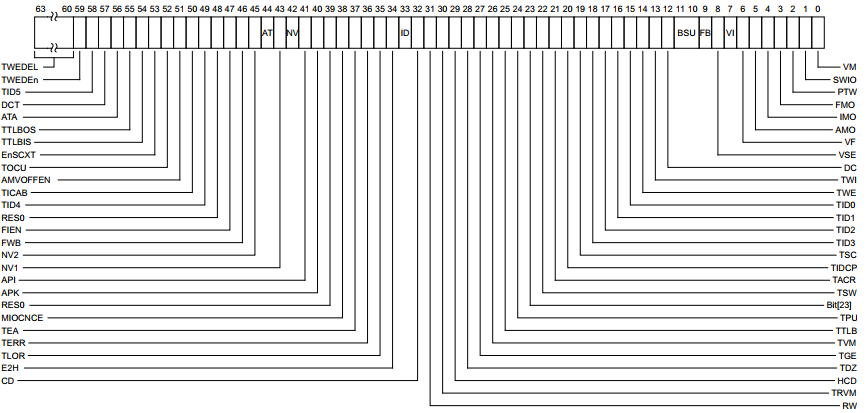 63 60 59 58 57 56 55 54 53 52 51 50 49 48 47 46 45 44 43 42 41 40 39 38 37 36 35 34 33 32 31 30 29 28 27 26 25 24 23 22 21 20 19 18 17 16 15 14 13 12 11 10 9 8 7 6 5 4 3 2 1 0
AT NV ID BSU FB VI
TWEDEL VM
TWEDEn SWIO
TID5 PTW
DCT FMO
ATA IMO
TTLBOS AMO
TTLBIS VF
EnSCXT VSE
TOCU DC
AMVOFFEN TWI
TICAB TWE
TID4 TID0
RES0 TID1
FIEN TID2
FWB TID3
NV2 TSC
NV1 TIDCP
API TACR
APK TSW
RES0 Bit[23]
MIOCNCE TPU
TEA TTLB
TERR TVM
TLOR TGE
E2H TDZ
CD HCD
TRVM
RW